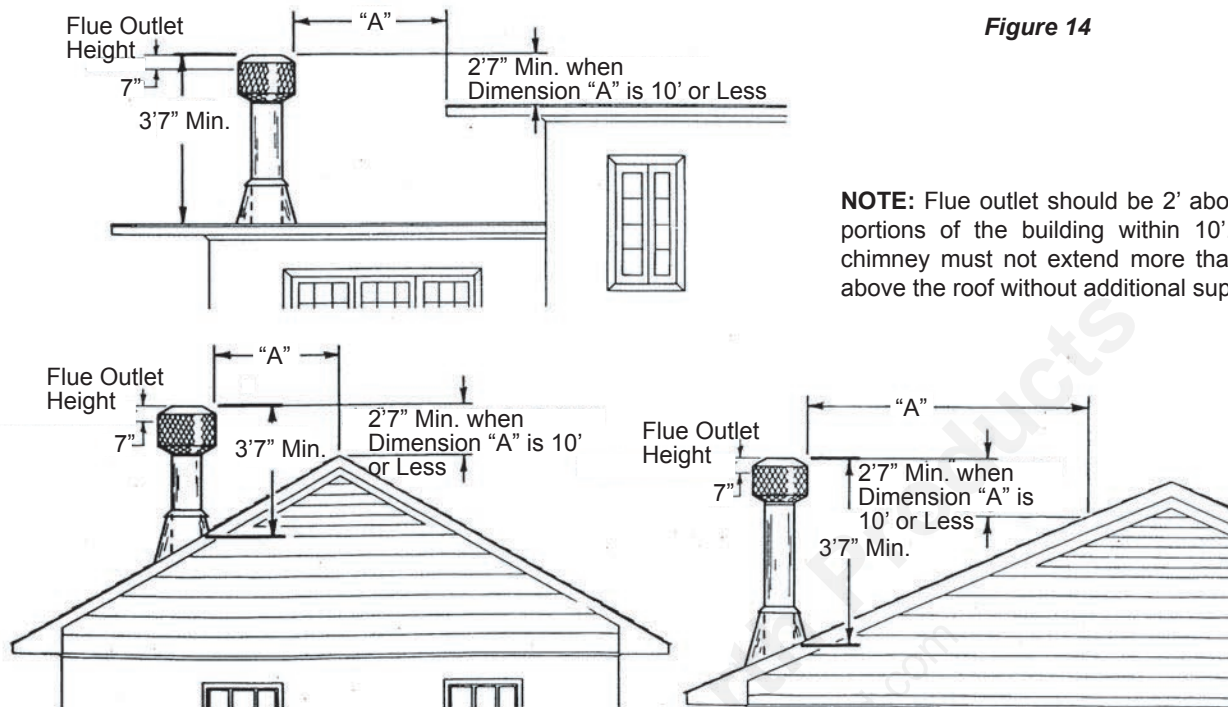 Flue Outlet
Height
7”
3’7” Min.
“A”
2’7” Min. when
Dimension “A” is 10’ or Less
Figure 14
NOTE: Flue outlet should be 2’
portions of the building within 10’
chimney must not extend more
above the roof without additional
Flue Outlet
Height
7”
“A”
3’7” Min.
2’7” Min. when
Dimension “A” is 10’
or Less
Flue Outlet
Height
7”
“A”
2’7” Min. when
Dimension “A” is
10’ or Less
3’7” Min.